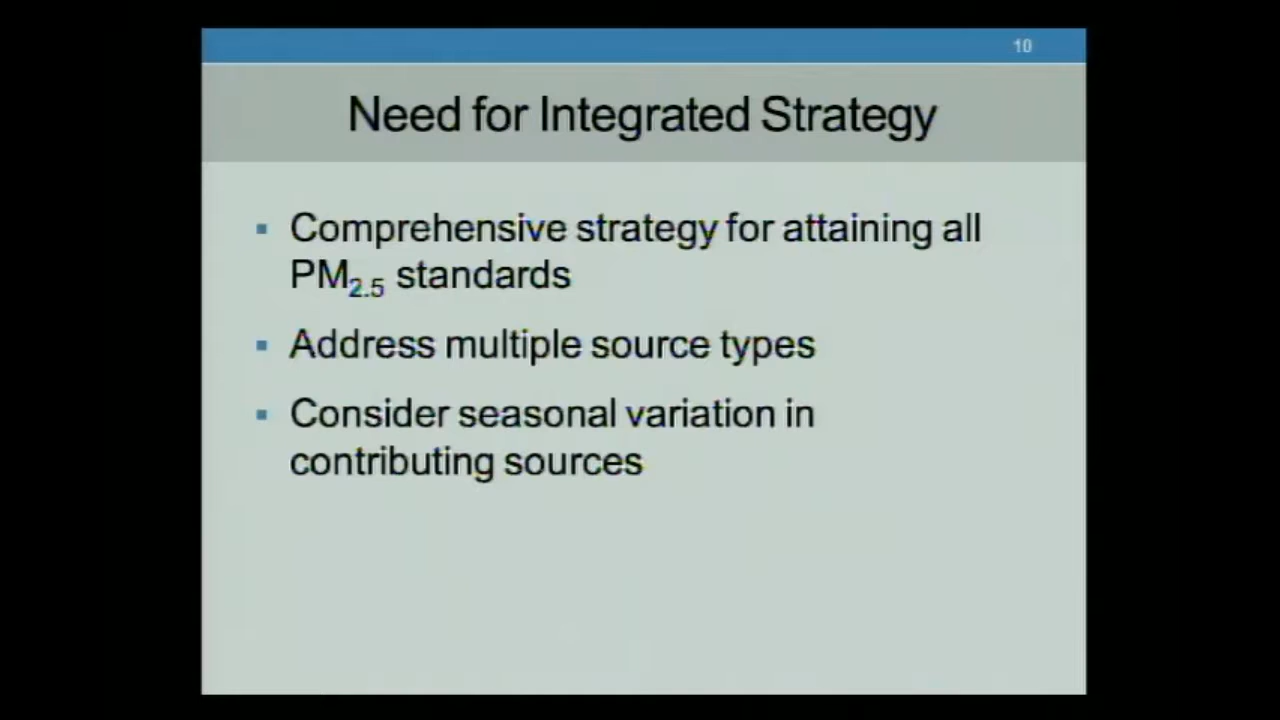 10
Need for Integrated Strategy
▪ Comprehensive strategy for attaining all
PM₂.₅ standards
▪ Address multiple source types
▪ Consider seasonal variation in
contributing sources